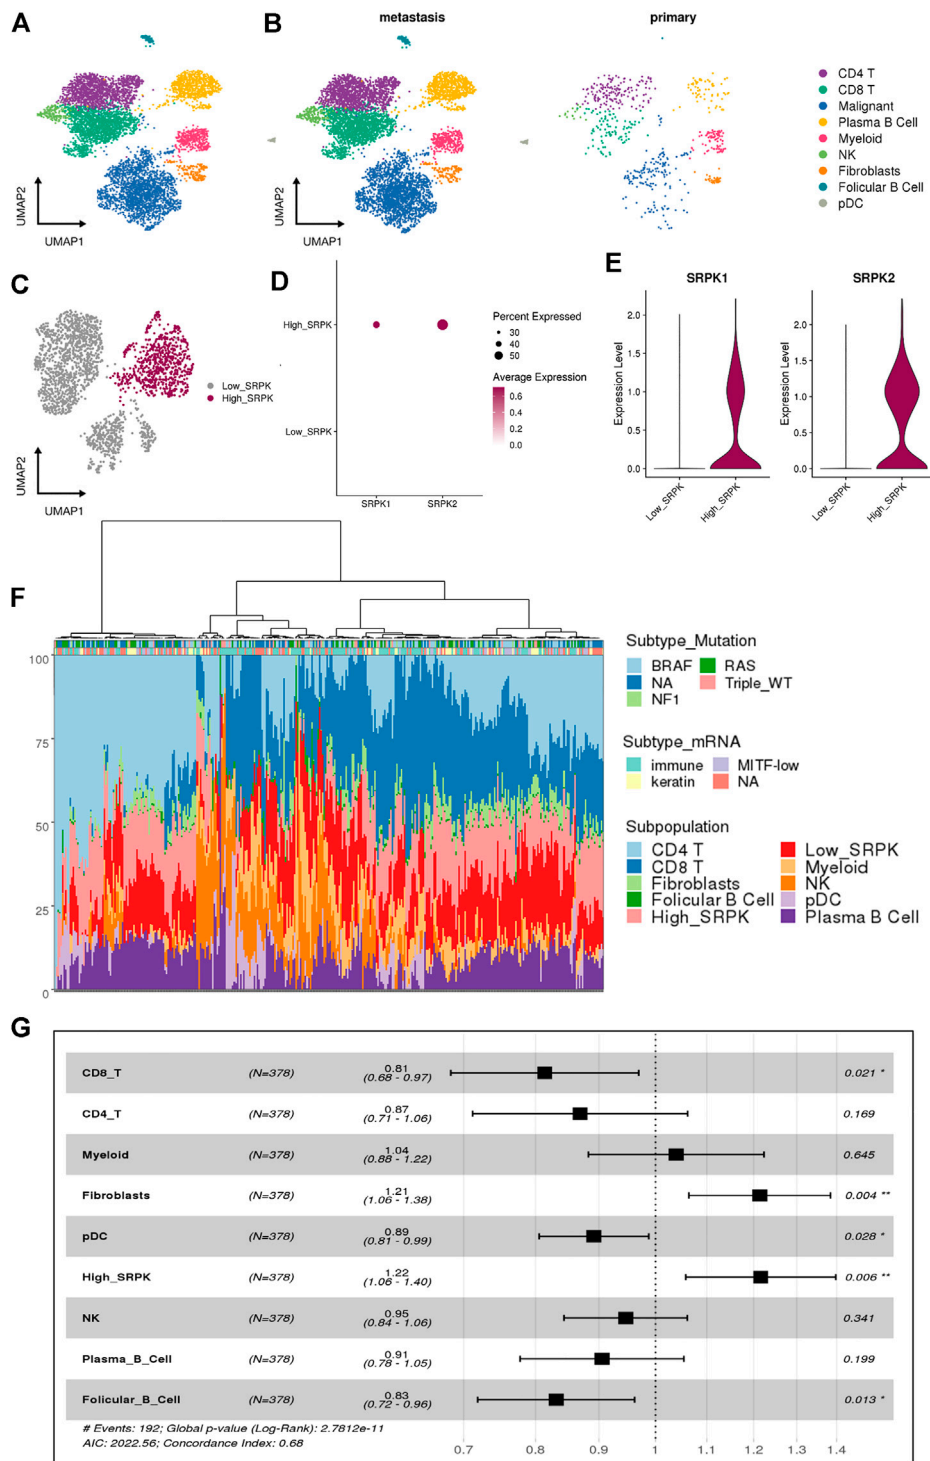 A
B
metastasis
primary
CD4 T
CD8 T
Malignant
Plasma B Cell
Myeloid
NK
Fibroblasts
Folicular B Cell
pDC
UMAP2
UMAP1
UMAP2
UMAP1
C
Low_SRPK
High_SRPK
UMAP2
UMAP1
D
High_SRPK
Low_SRPK
SRPK1
SRPK2
Percent Expressed
30
40
50
Average Expression
0.6
0.4
0.2
0.0
E
SRPK1
SRPK2
Expression Level
2.0
1.5
1.0
0.5
0.0
Low_SRPK
High_SRPK
Expression Level
2.0
1.5
1.0
0.5
0.0
Low_SRPK
High_SRPK
F
100
75
50
25
0
Subtype_Mutation
BRAF RAS
NA Triple_WT
NF1
Subtype_mRNA
immune MITF-low
keratin NA
Subpopulation
CD4 T Low_SRPK
CD8 T Myeloid
Fibroblasts NK
Folicular B Cell pDC
High_SRPK Plasma B Cell
G
CD8_T (N=378) 0.81 (0.68 - 0.97) 0.021 *
CD4_T (N=378) 0.87 (0.71 - 1.06) 0.169
Myeloid (N=378) 1.04 (0.88 - 1.22) 0.645
Fibroblasts (N=378) 1.21 (1.06 - 1.38) 0.004 **
pDC (N=378) 0.89 (0.81 - 0.99) 0.028 *
High_SRPK (N=378) 1.22 (1.06 - 1.40) 0.006 **
NK (N=378) 0.95 (0.84 - 1.06) 0.341
Plasma_B_Cell (N=378) 0.91 (0.78 - 1.05) 0.199
Folicular_B_Cell (N=378) 0.83 (0.72 - 0.96) 0.013 *
# Events: 192; Global p-value (Log-Rank): 2.7812e-11
AIC: 2022.56; Concordance Index: 0.68
0.7 0.8 0.9 1 1.1 1.2 1.3 1.4